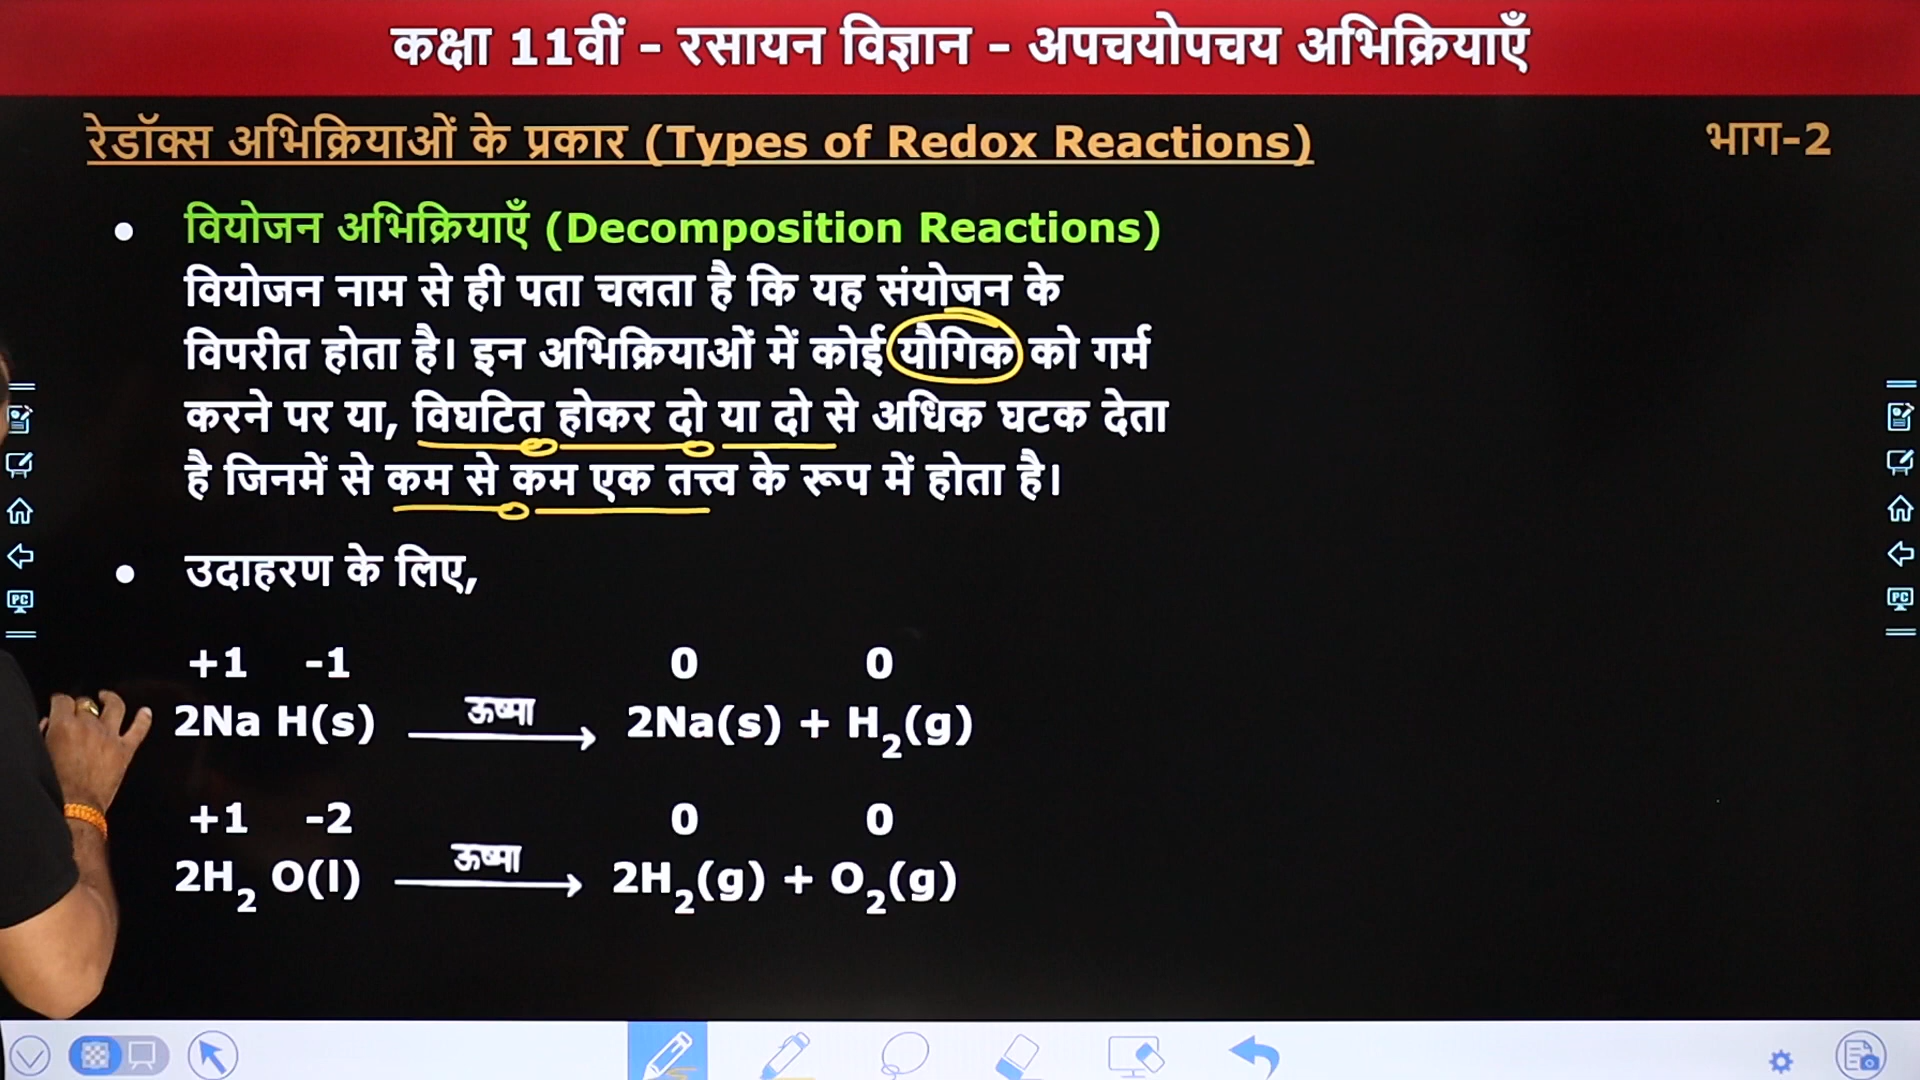 कक्षा 11वीं - रसायन विज्ञान - अपचयोपचय अभिक्रियाएँ
रेडॉक्स अभिक्रियाओं के प्रकार (Types of Redox Reactions)
भाग-2
• वियोजन अभिक्रियाएँ (Decomposition Reactions)
वियोजन नाम से ही पता चलता है कि यह संयोजन के
विपरीत होता है। इन अभिक्रियाओं में कोई यौगिक को गर्म
करने पर या, विघटित होकर दो या दो से अधिक घटक देता
है जिनमें से कम से कम एक तत्त्व के रूप में होता है।
• उदाहरण के लिए,
+1 -1 0 0
ऊष्मा
2Na H(s) ⟶ 2Na(s) + H₂(g)
+1 -2 0 0
ऊष्मा
2H₂ O(l) ⟶ 2H₂(g) + O₂(g)
PC
PC